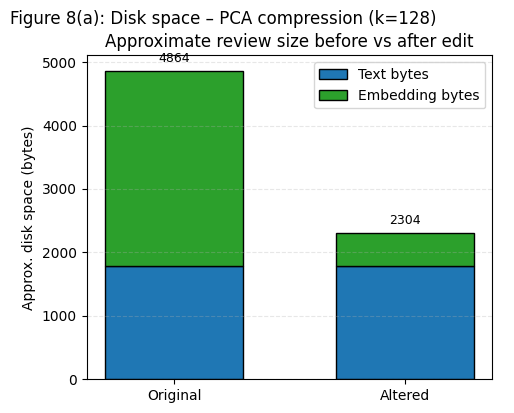 Figure 8(a): Disk space – PCA compression (k=128)
Approximate review size before vs after edit
4864
Text bytes
Embedding bytes
2304
Approx. disk space (bytes)
5000
4000
3000
2000
1000
0
Original
Altered